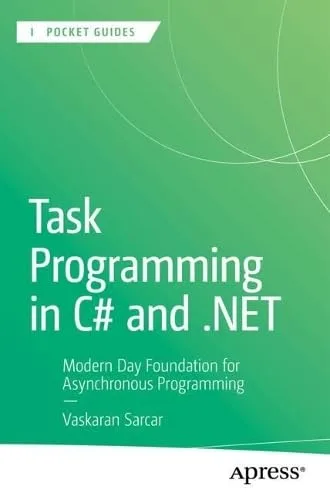 I POCKET GUIDES
Task
Programming
in C# and .NET
Modern Day Foundation for
Asynchronous Programming
Vaskaran Sarcar
Apress®